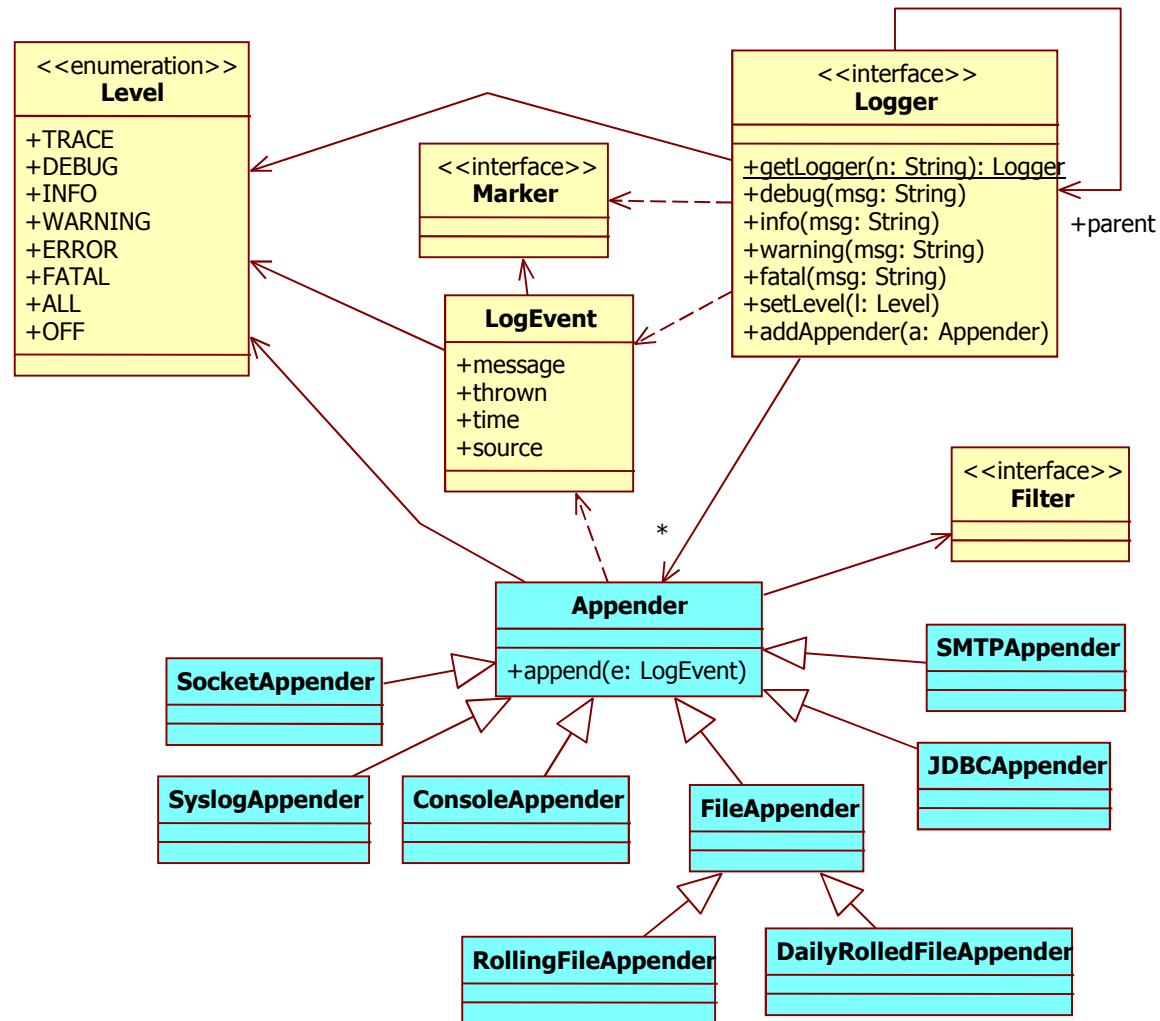 <<enumeration>>
Level
+TRACE
+DEBUG
+INFO
+WARNING
+ERROR
+FATAL
+ALL
+OFF
<<interface>>
Logger
+getLogger(n: String): Logger
+debug(msg: String)
+info(msg: String)
+warning(msg: String)
+fatal(msg: String)
+setLevel(l: Level)
+addAppender(a: Appender)
+parent
<<interface>>
Marker
LogEvent
+message
+thrown
+time
+source
<<interface>>
Filter
*
Appender
+append(e: LogEvent)
SocketAppender
SMTPAppender
SyslogAppender
ConsoleAppender
FileAppender
JDBCAppender
RollingFileAppender
DailyRolledFileAppender